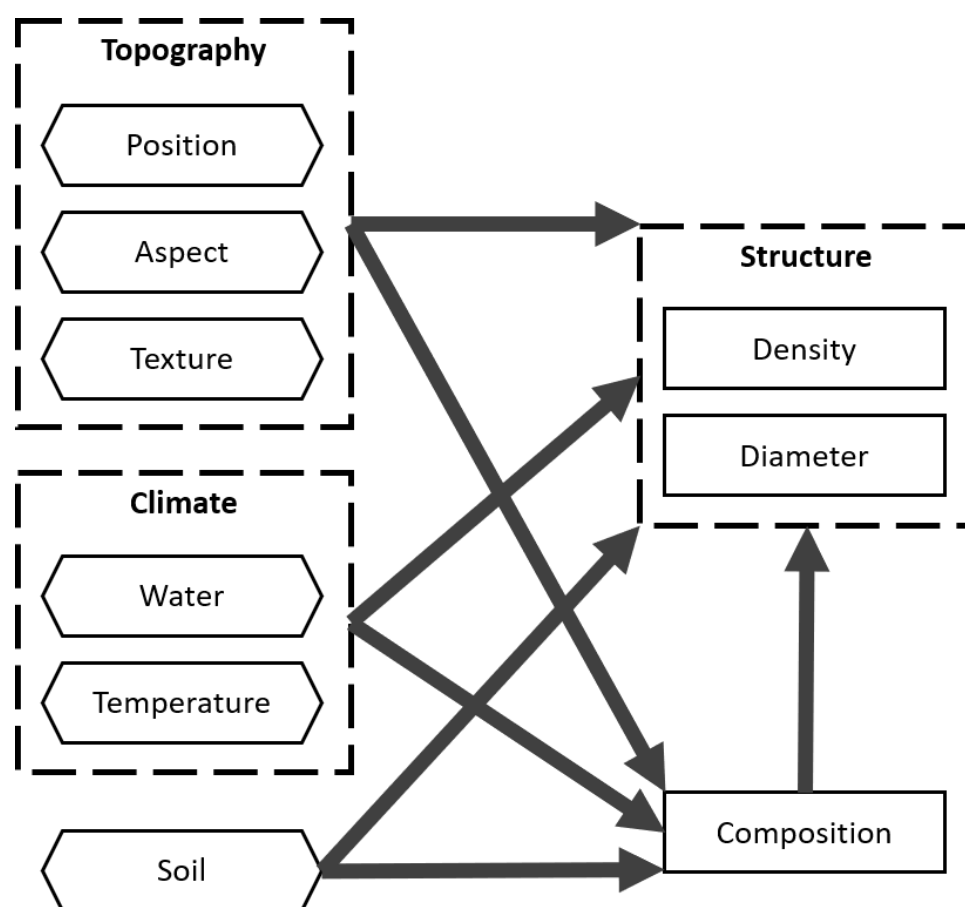 Topography
Position
Aspect
Texture
Climate
Water
Temperature
Soil
Structure
Density
Diameter
Composition